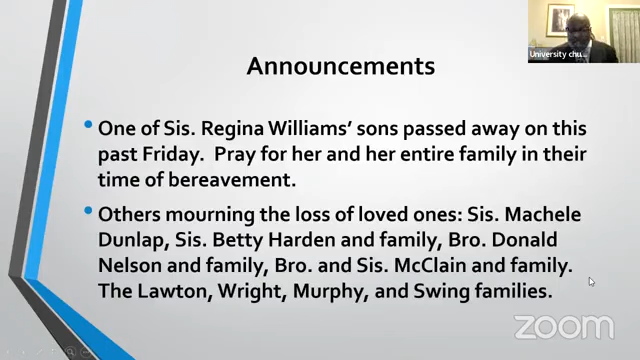 University chu...
Announcements
• One of Sis. Regina Williams' sons passed away on this
past Friday. Pray for her and her entire family in their
time of bereavement.
• Others mourning the loss of loved ones: Sis. Machele
Dunlap, Sis. Betty Harden and family, Bro. Donald
Nelson and family, Bro. and Sis. McClain and family.
The Lawton, Wright, Murphy, and Swing families.
zoom